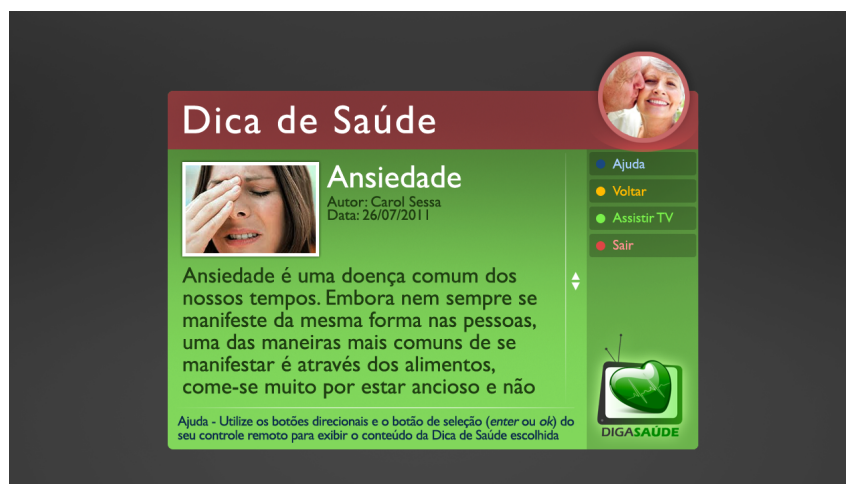 Dica de Saúde
Ansiedade
Autor: Carol Sessa
Data: 26/07/2011
Ansiedade é uma doença comum dos
nossos tempos. Embora nem sempre se
manifeste da mesma forma nas pessoas,
uma das maneiras mais comuns de se
manifestar é através dos alimentos,
come-se muito por estar ancioso e não
Ajuda - Utilize os botões direcionais e o botão de seleção (enter ou ok) do
seu controle remoto para exibir o conteúdo da Dica de Saúde escolhida
Ajuda
Voltar
Assistir TV
Sair
DIGASAÚDE